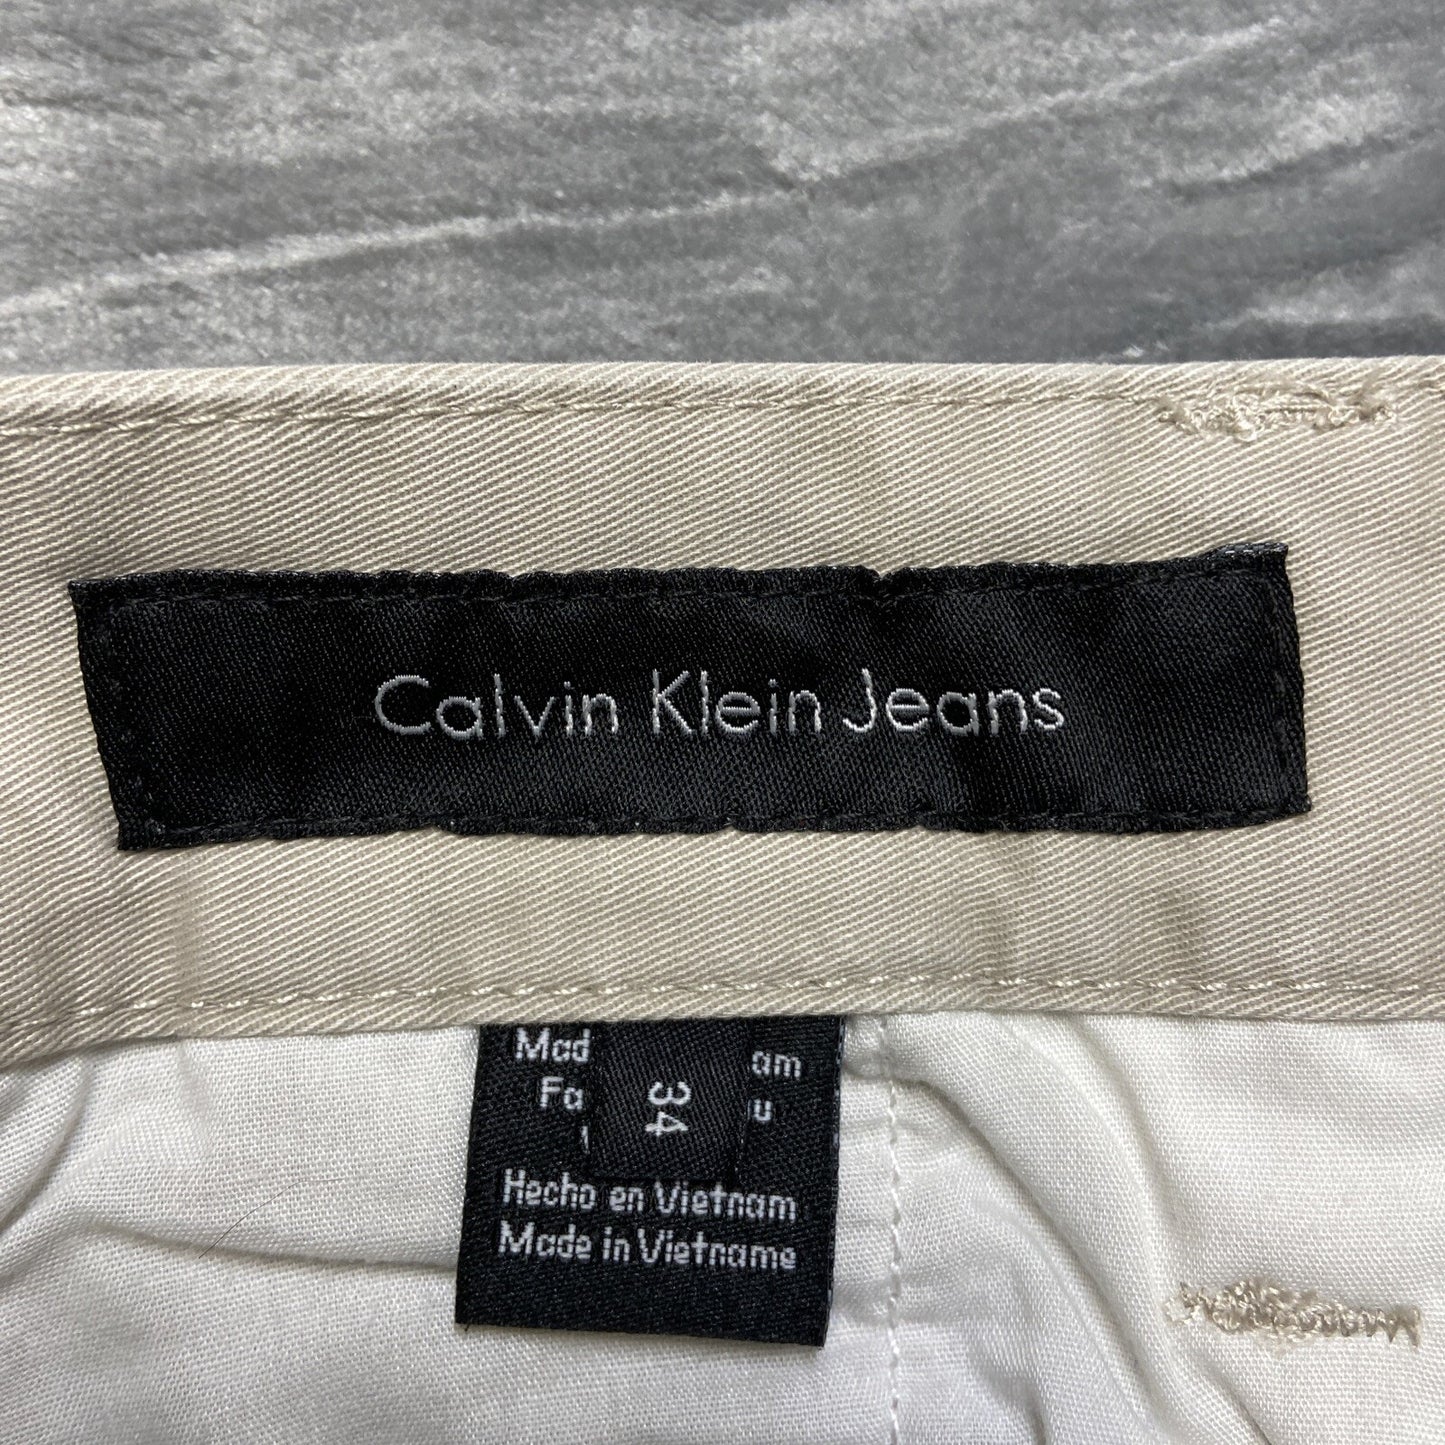 Calvin Klein Jeans
34
Hecho en Vietnam
Made in Vietname